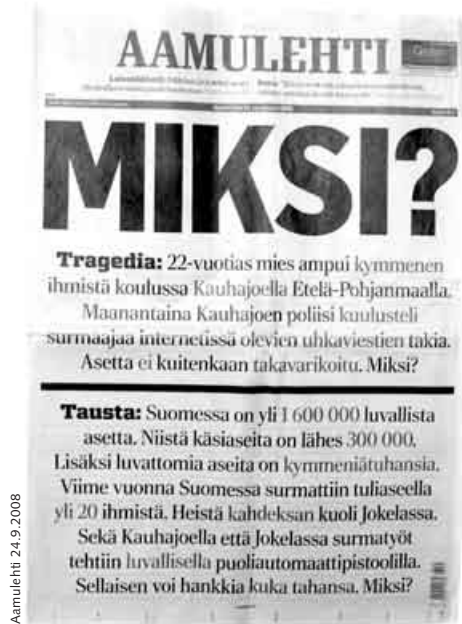 AAMULEHTI
MIKSI?
Tragedia: 22-vuotias mies ampui kymmenen
ihmistä koulussa Kauhajoella Etelä-Pohjanmaalla.
Maanantaina Kauhajoen poliisi kuulusteli
surmaajaa internetissä olevien uhkaviestien takia.
Asetta ei kuitenkaan takavarikoitu. Miksi?
Tausta: Suomessa on yli 1 600 000 luvallista
asetta. Niistä käsiaseita on lähes 300 000.
Lisäksi luvattomia aseita on kymmeniätuhansia.
Viime vuonna Suomessa surmattiin tuliaseella
yli 20 ihmistä. Heistä kahdeksan kuoli Jokelassa.
Sekä Kauhajoella että Jokelassa surmatyöt
tehtiin luvallisella puoliautomaattipistoolilla.
Sellaisen voi hankkia kuka tahansa. Miksi?
Aamulehti 24.9.2008